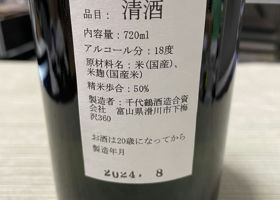 品目：清酒
内容量：720ml
アルコール分：18度
原材料名：米(国産)、
米麹(国産米)
精米歩合：50%
製造者：千代鶴酒造合資
会社　富山県滑川市下梅
沢360
お酒は20歳になってから
製造年月
2024. 8